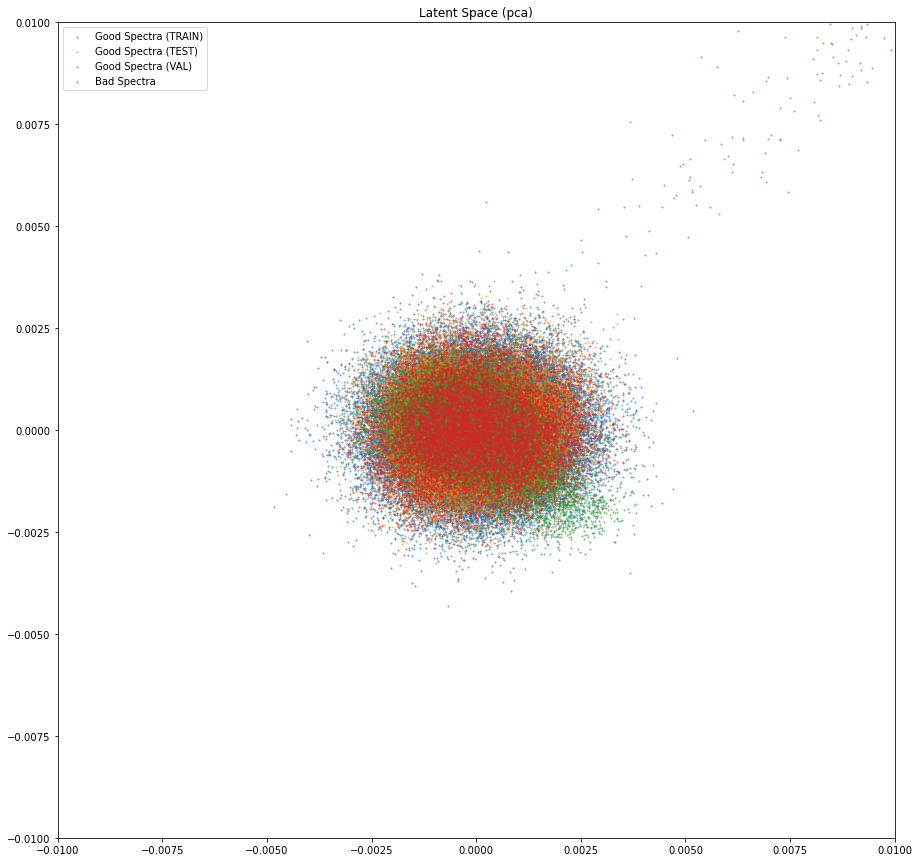 Latent Space (pca)
Good Spectra (TRAIN)
Good Spectra (TEST)
Good Spectra (VAL)
Bad Spectra
0.0100
0.0075
0.0050
0.0025
0.0000
−0.0025
−0.0050
−0.0075
−0.0100
−0.0100 −0.0075 −0.0050 −0.0025 0.0000 0.0025 0.0050 0.0075 0.0100